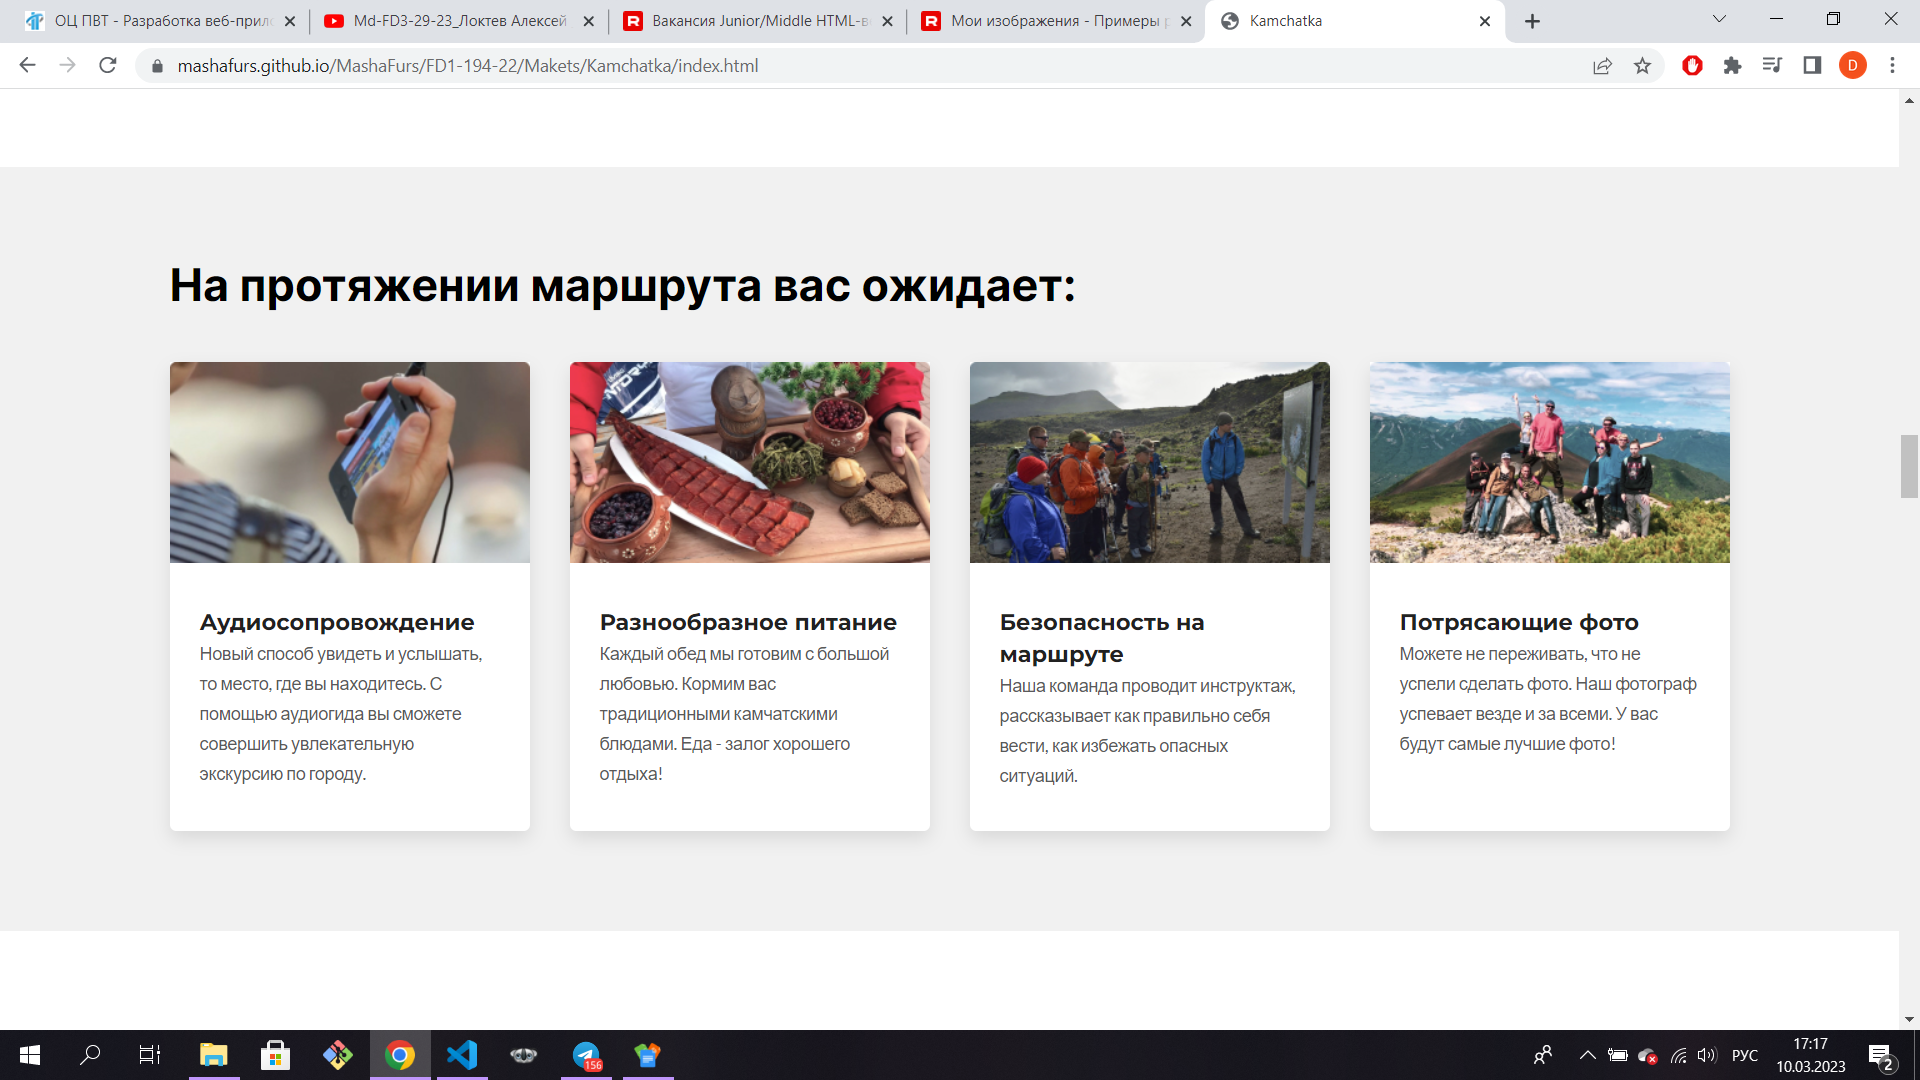 ОЦ ПВТ - Разработка веб-прил
Md-FD3-29-23_Локтев Алексей
Вакансия Junior/Middle HTML-в
Мои изображения - Примеры р
Kamchatka
mashafurs.github.io/MashaFurs/FD1-194-22/Makets/Kamchatka/index.html
D
На протяжении маршрута вас ожидает:
Аудиосопровождение
Новый способ увидеть и услышать,
то место, где вы находитесь. С
помощью аудиогида вы сможете
совершить увлекательную
экскурсию по городу.
Разнообразное питание
Каждый обед мы готовим с большой
любовью. Кормим вас
традиционными камчатскими
блюдами. Еда - залог хорошего
отдыха!
Безопасность на
маршруте
Наша команда проводит инструктаж,
рассказывает как правильно себя
вести, как избежать опасных
ситуаций.
Потрясающие фото
Можете не переживать, что не
успели сделать фото. Наш фотограф
успевает везде и за всеми. У вас
будут самые лучшие фото!
156
РУС
17:17
10.03.2023
2